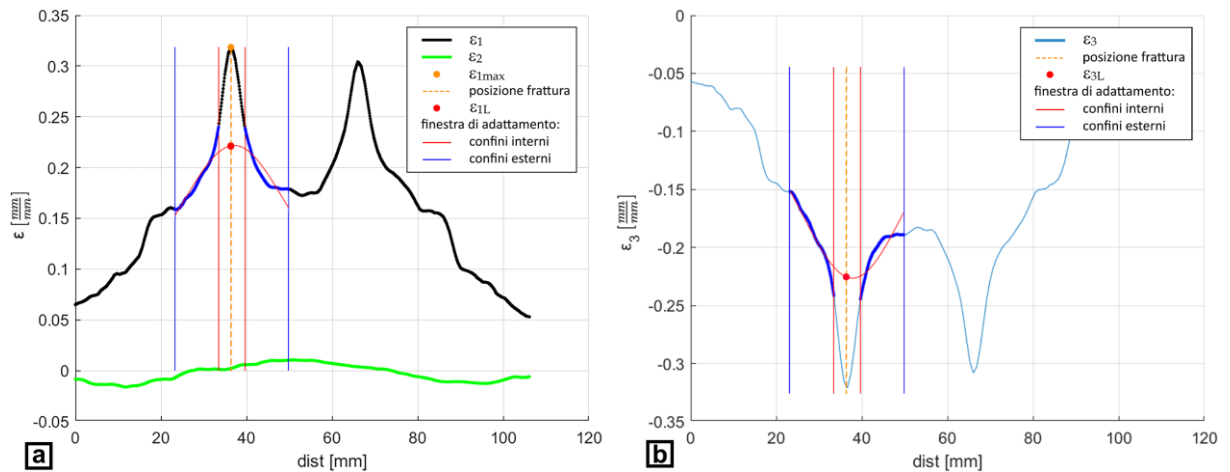 0.35
0.3
0.25
0.2
0.15
0.1
0.05
0
-0.05
0
20
40
60
80
100
120
ε [mm/mm]
dist [mm]
ε1
ε2
ε1max
posizione frattura
ε1L
finestra di adattamento:
confini interni
confini esterni
a
-0
-0.05
-0.1
-0.15
-0.2
-0.25
-0.3
-0.35
0
20
40
60
80
100
120
ε3 [mm/mm]
dist [mm]
ε3
posizione frattura
ε3L
finestra di adattamento:
confini interni
confini esterni
b